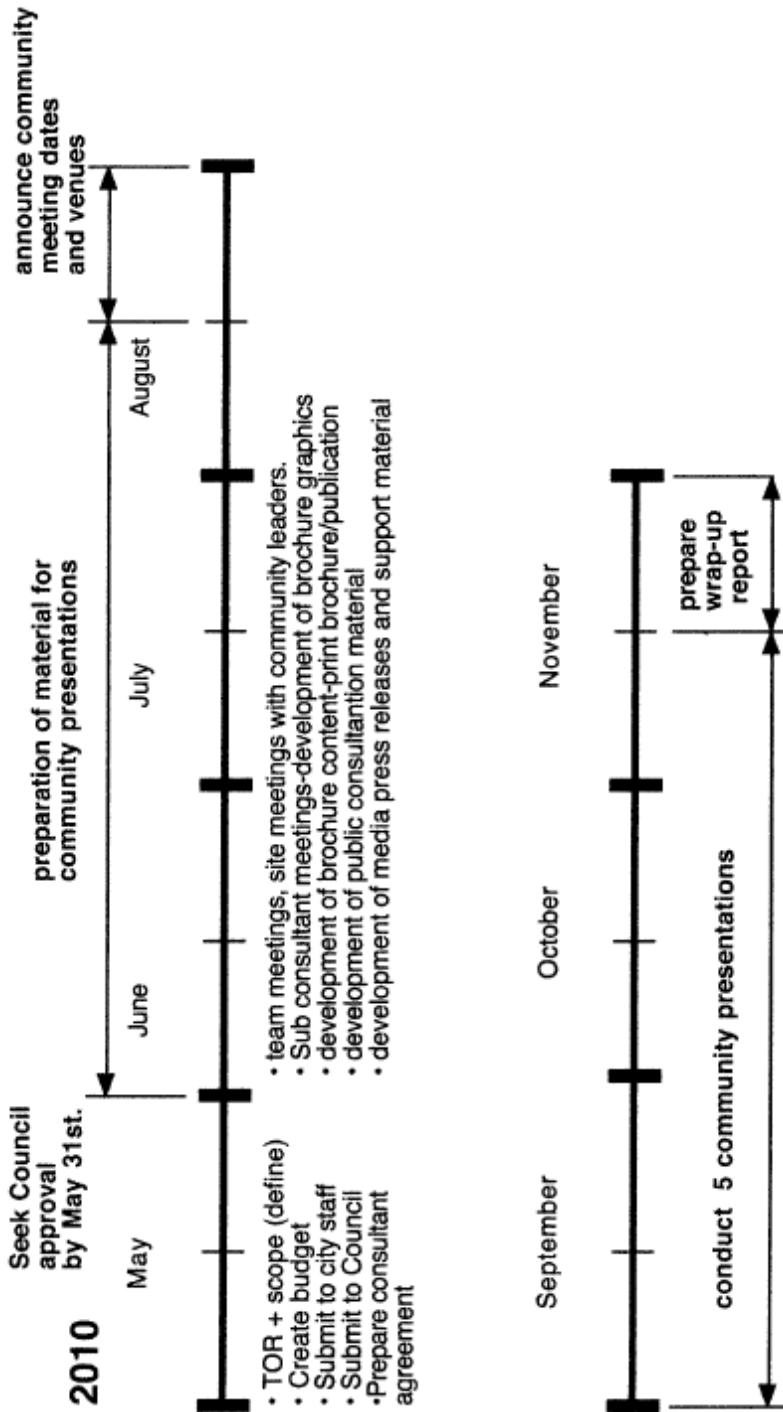 2010
Seek Council
approval
by May 31st.
preparation of material for
community presentations
announce community
meeting dates
and venues
May
June
July
August
• TOR + scope (define)
• Create budget
• Submit to city staff
• Submit to Council
•Prepare consultant
agreement
• team meetings, site meetings with community leaders.
• Sub consultant meetings-development of brochure graphics
• development of brochure content-print brochure/publication
• development of public consultantion material
• development of media press releases and support material
September
October
November
conduct 5 community presentations
prepare
wrap-up
report